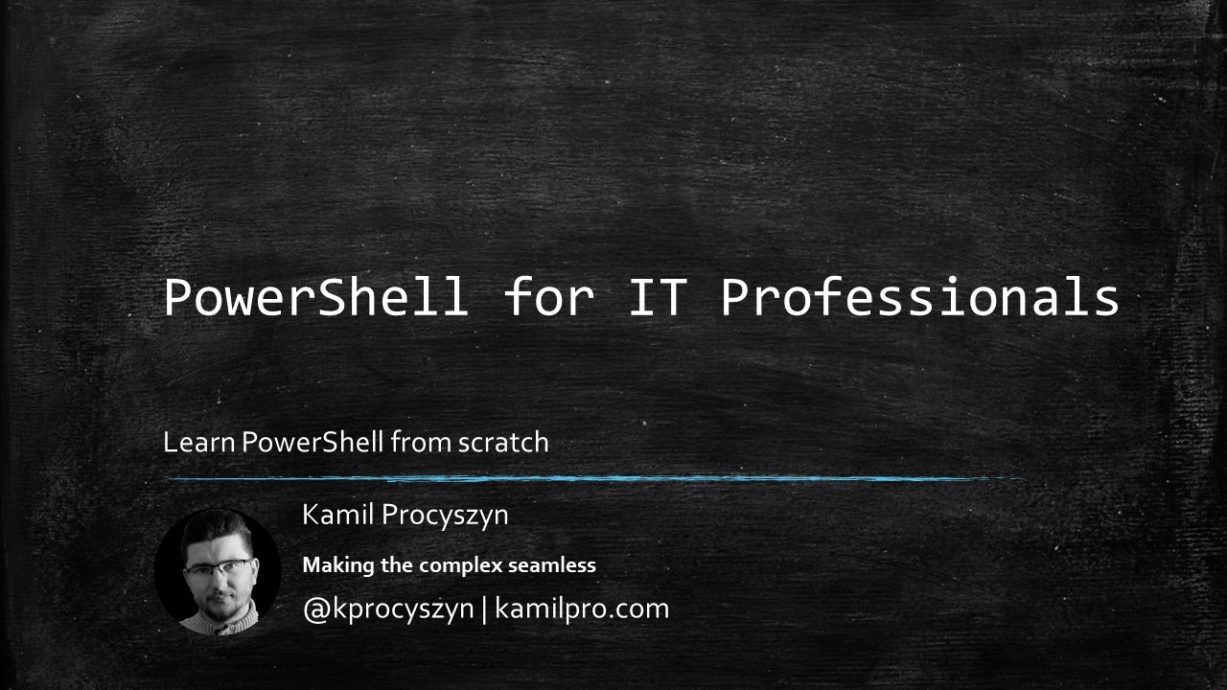 PowerShell for IT Professionals
Learn PowerShell from scratch
Kamil Procyszyn
Making the complex seamless
@kprocyszyn | kamilpro.com